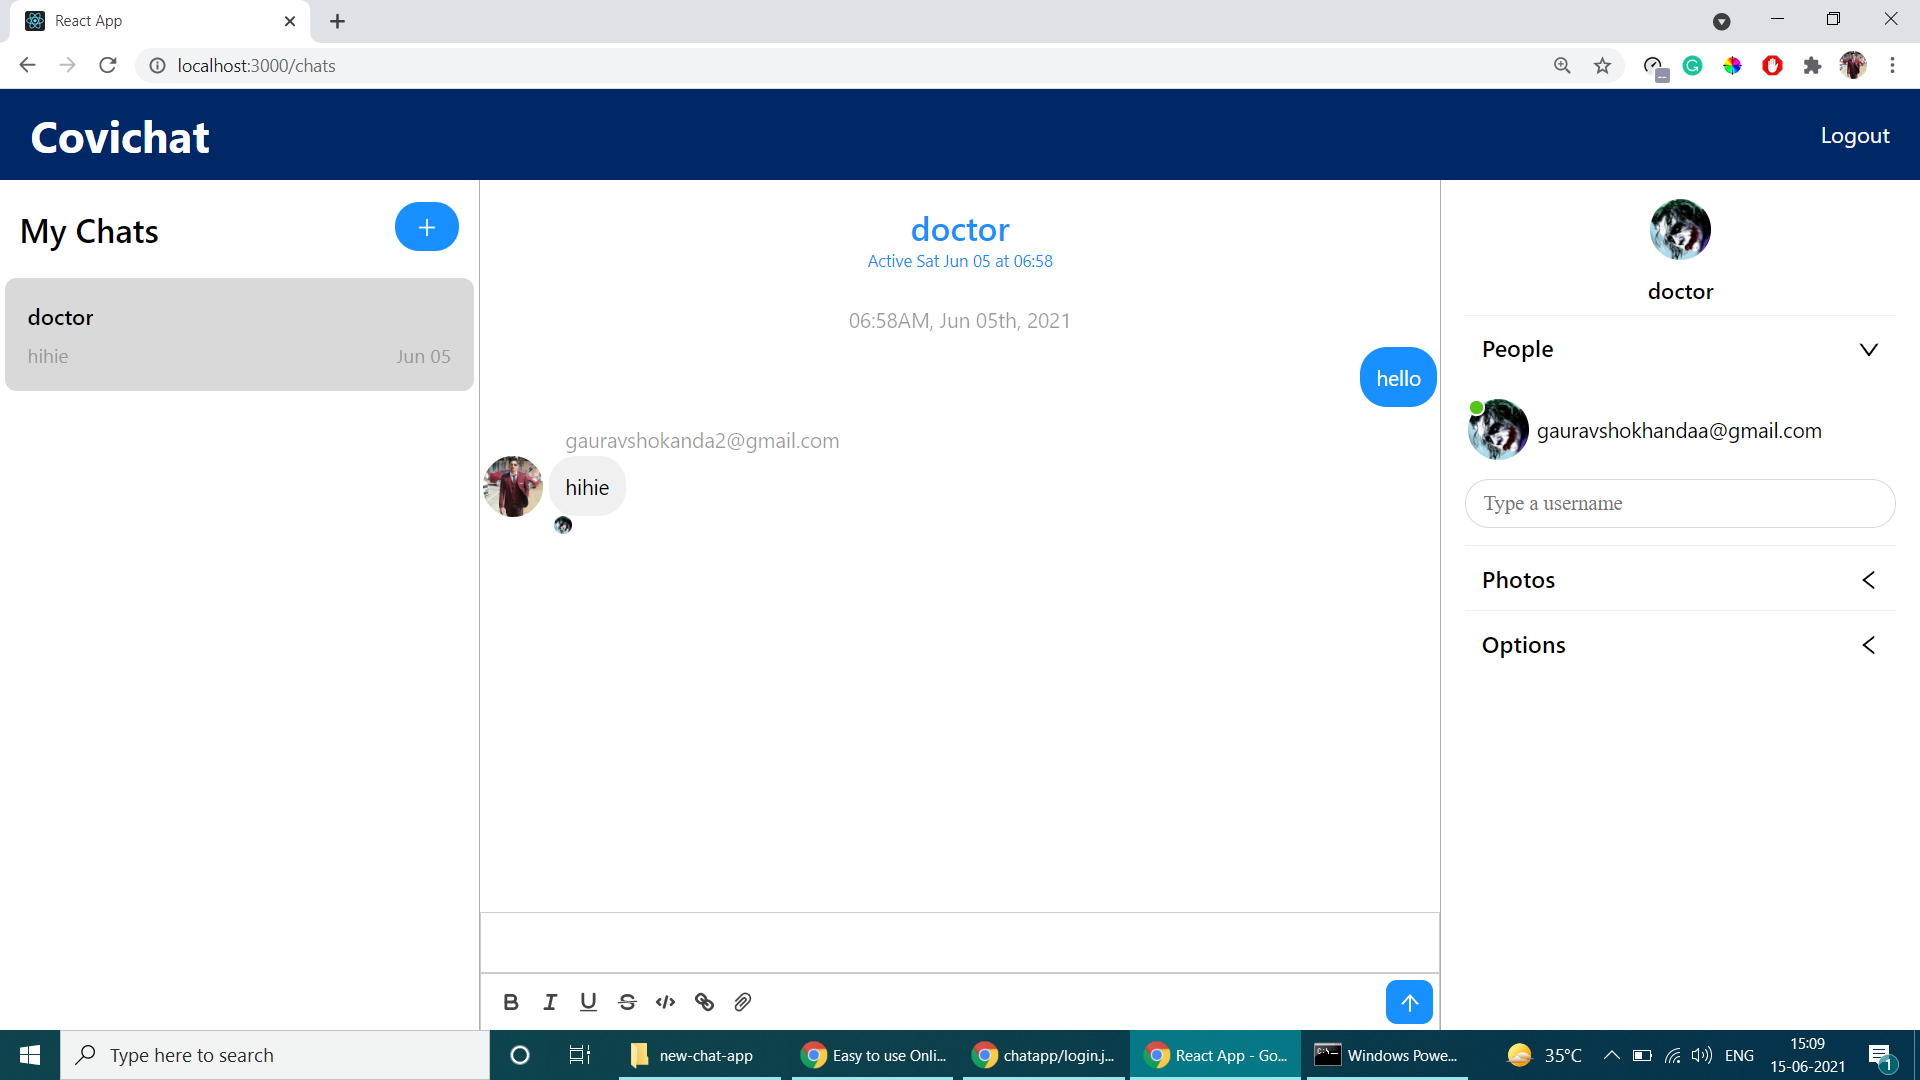 React App
localhost:3000/chats
Covichat
Logout
My Chats
+
doctor
hihie
Jun 05
doctor
Active Sat Jun 05 at 06:58
06:58AM, Jun 05th, 2021
hello
gauravshokanda2@gmail.com
hihie
doctor
People
gauravshokhandaa@gmail.com
Type a username
Photos
Options
B I U S </>
Type here to search
new-chat-app
Easy to use Onli...
chatapp/login.j...
React App - Go...
Windows Powe...
35°C
ENG
15:09
15-06-2021
1